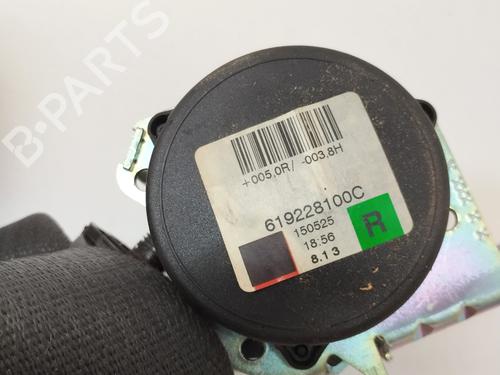 B-PARTS
+005,0R/ -003,8H
619228100C
150525
18:56
8.13
R